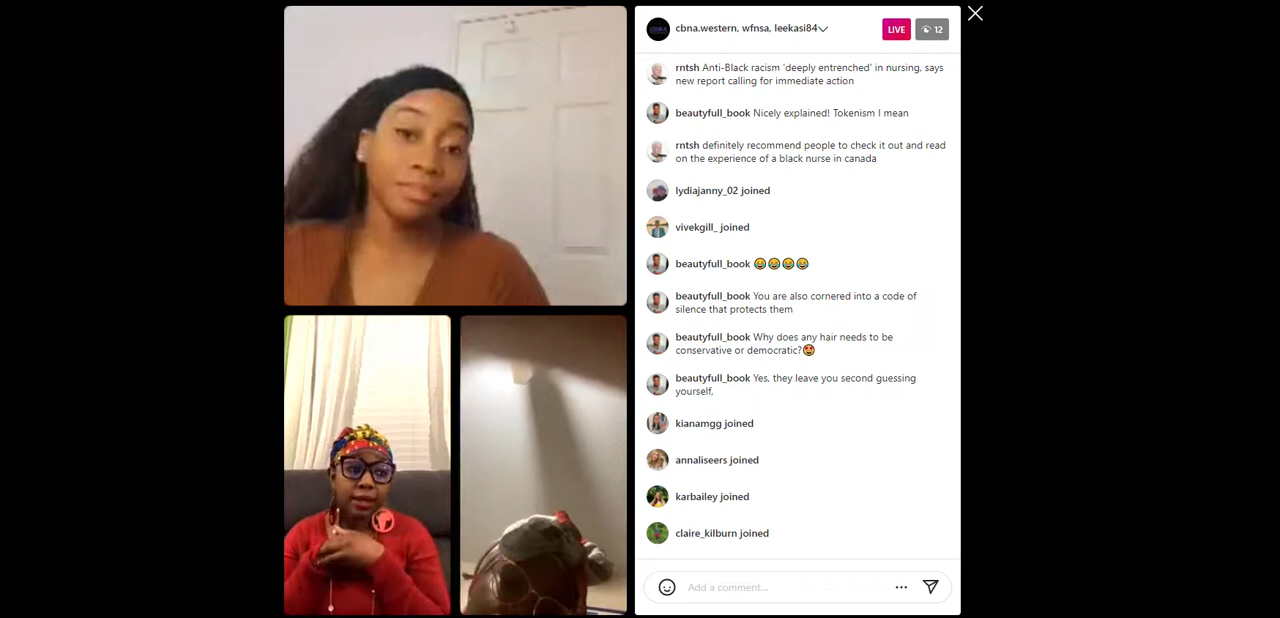 cbna.western, wfnsa, leekasi84
LIVE
12
rntsh Anti-Black racism 'deeply entrenched' in nursing, says
new report calling for immediate action
beautyfull_book Nicely explained! Tokenism I mean
rntsh definitely recommend people to check it out and read
on the experience of a black nurse in canada
lydiajanny_02 joined
vivekgill_ joined
beautyfull_book 😂😂😂😂
beautyfull_book You are also cornered into a code of
silence that protects them
beautyfull_book Why does any hair needs to be
conservative or democratic?🤩
beautyfull_book Yes, they leave you second guessing
yourself,
kianamgg joined
annaliseers joined
karbailey joined
claire_kilburn joined
Add a comment...